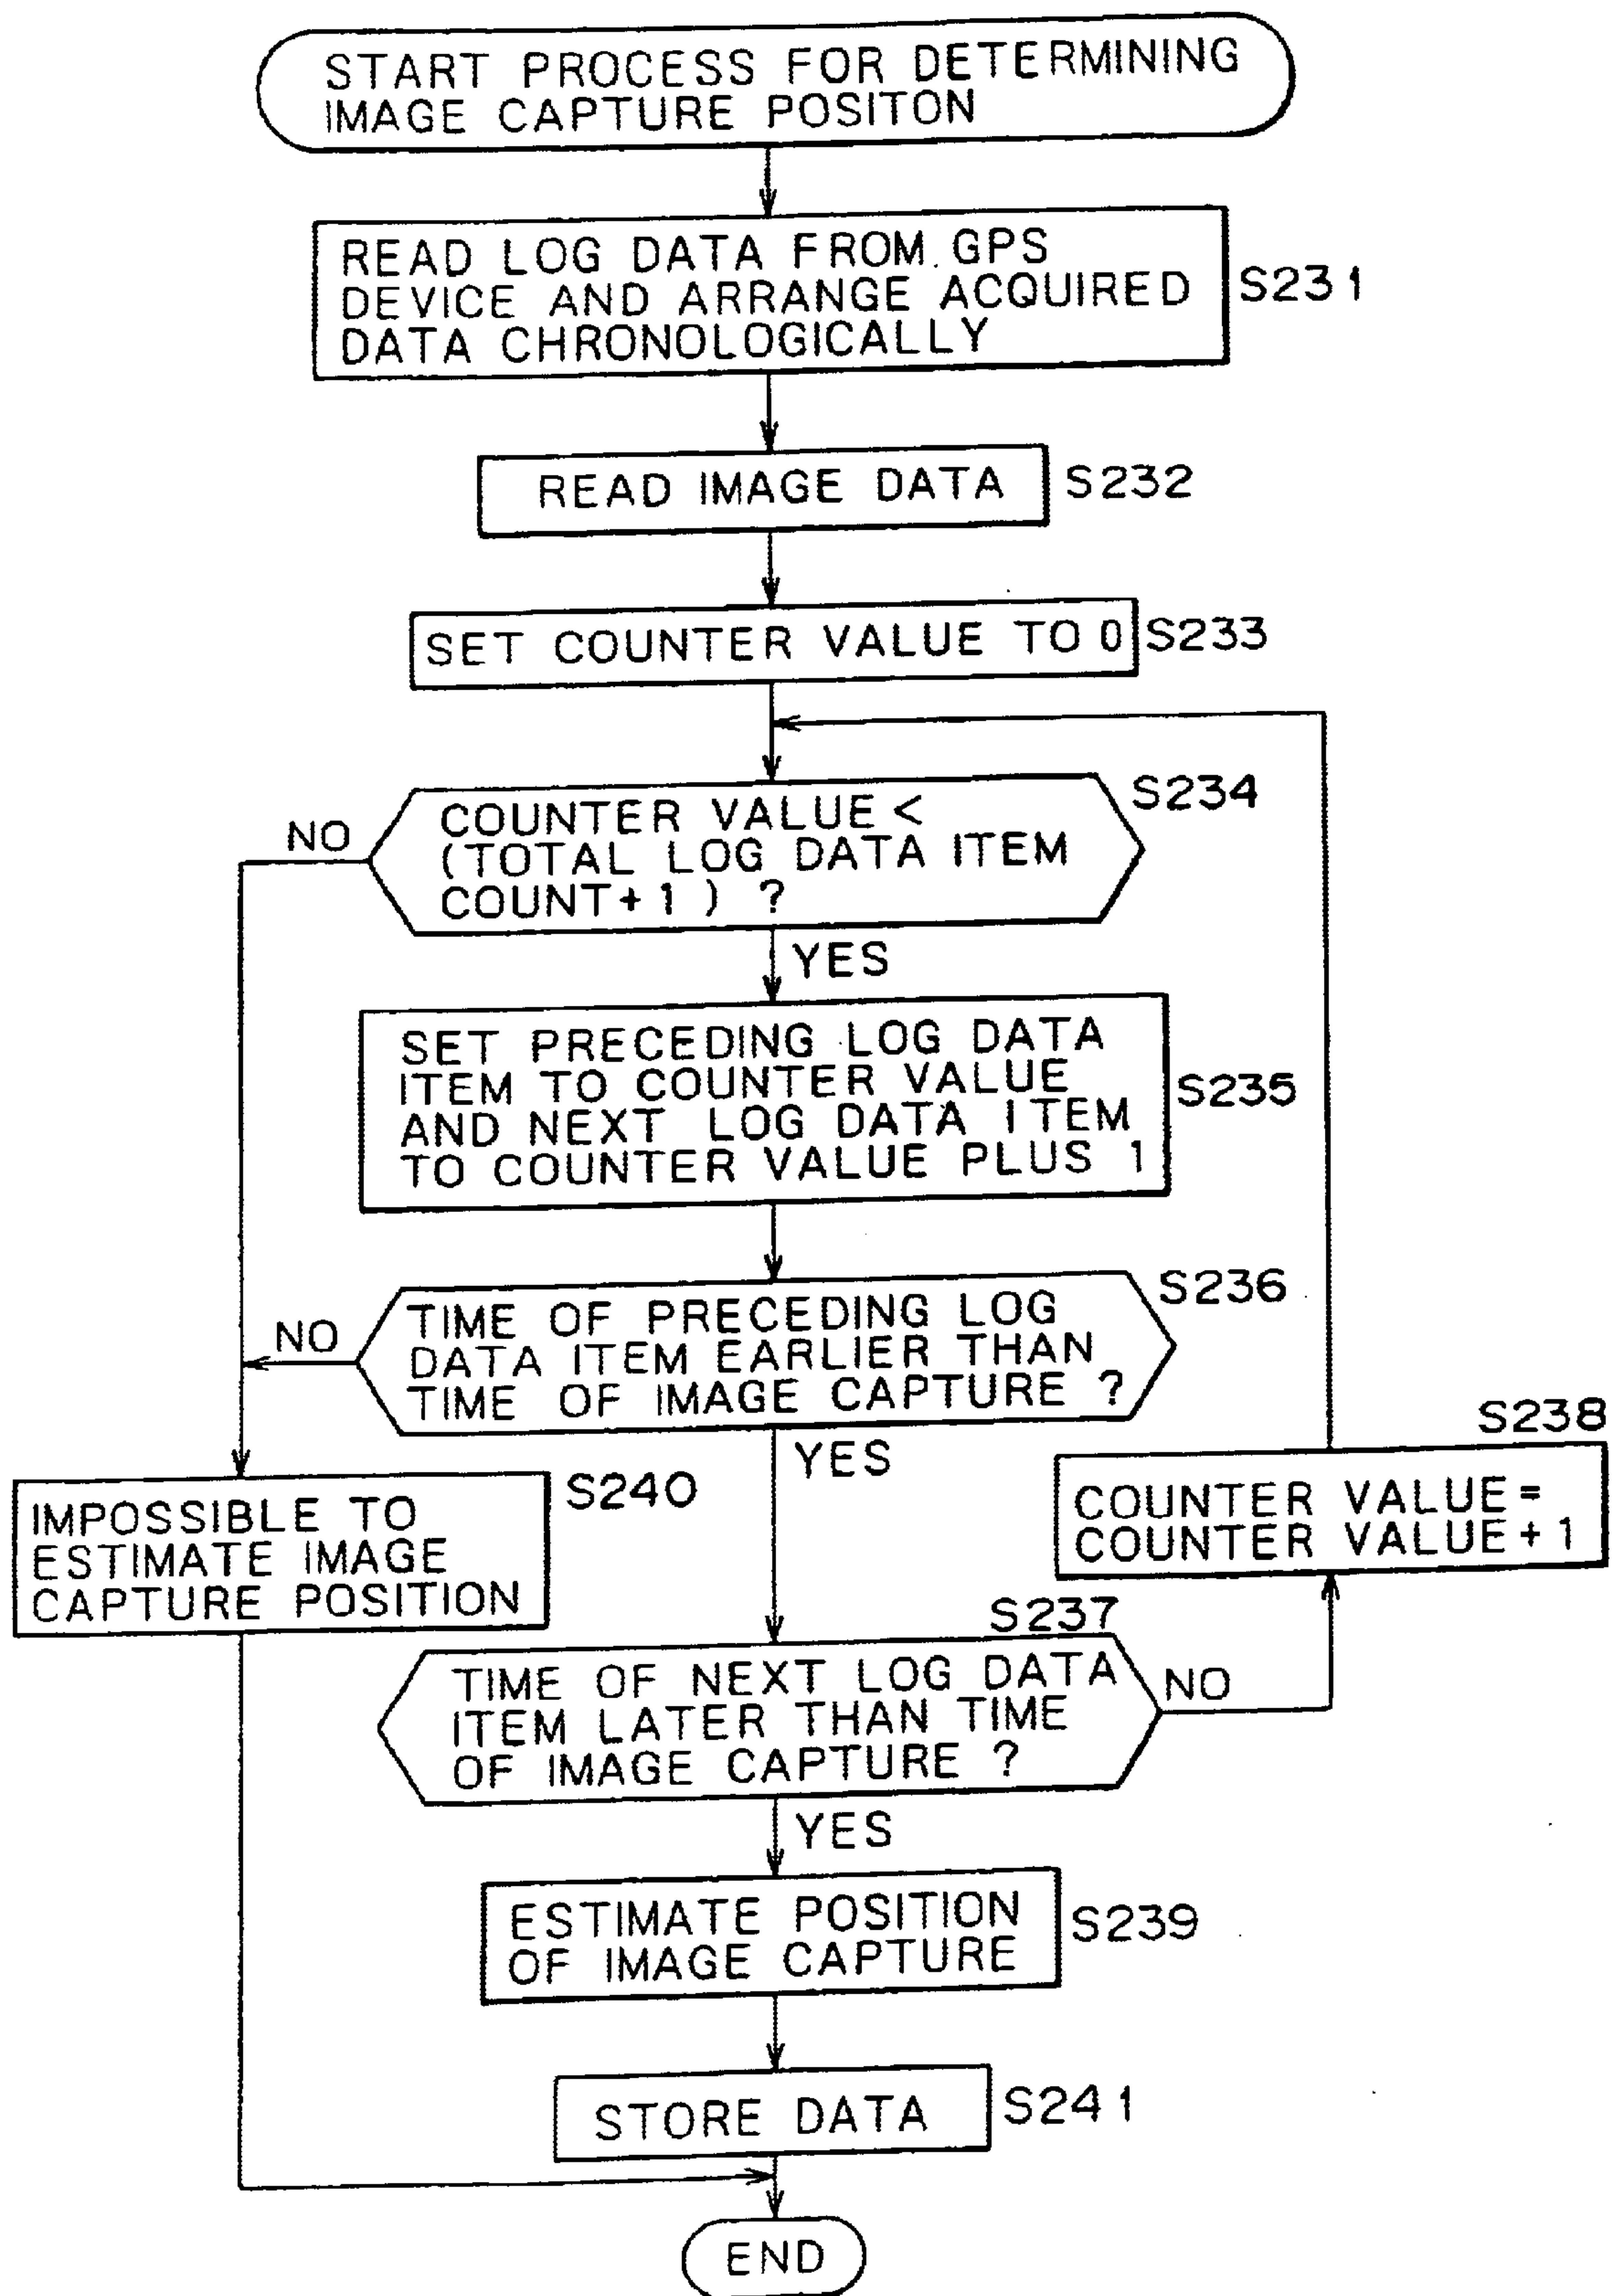 START PROCESS FOR DETERMINING
IMAGE CAPTURE POSITON
READ LOG DATA FROM GPS
DEVICE AND ARRANGE ACQUIRED
DATA CHRONOLOGICALLY
S231
READ IMAGE DATA
S232
SET COUNTER VALUE TO 0
S233
S234
COUNTER VALUE <
(TOTAL LOG DATA ITEM
COUNT+1) ?
NO
YES
SET PRECEDING LOG DATA
ITEM TO COUNTER VALUE
AND NEXT LOG DATA ITEM
TO COUNTER VALUE PLUS 1
S235
S236
TIME OF PRECEDING LOG
DATA ITEM EARLIER THAN
TIME OF IMAGE CAPTURE ?
NO
YES
S238
COUNTER VALUE=
COUNTER VALUE+1
S240
IMPOSSIBLE TO
ESTIMATE IMAGE
CAPTURE POSITION
S237
TIME OF NEXT LOG DATA
ITEM LATER THAN TIME
OF IMAGE CAPTURE ?
NO
YES
ESTIMATE POSITION
OF IMAGE CAPTURE
S239
STORE DATA
S241
END